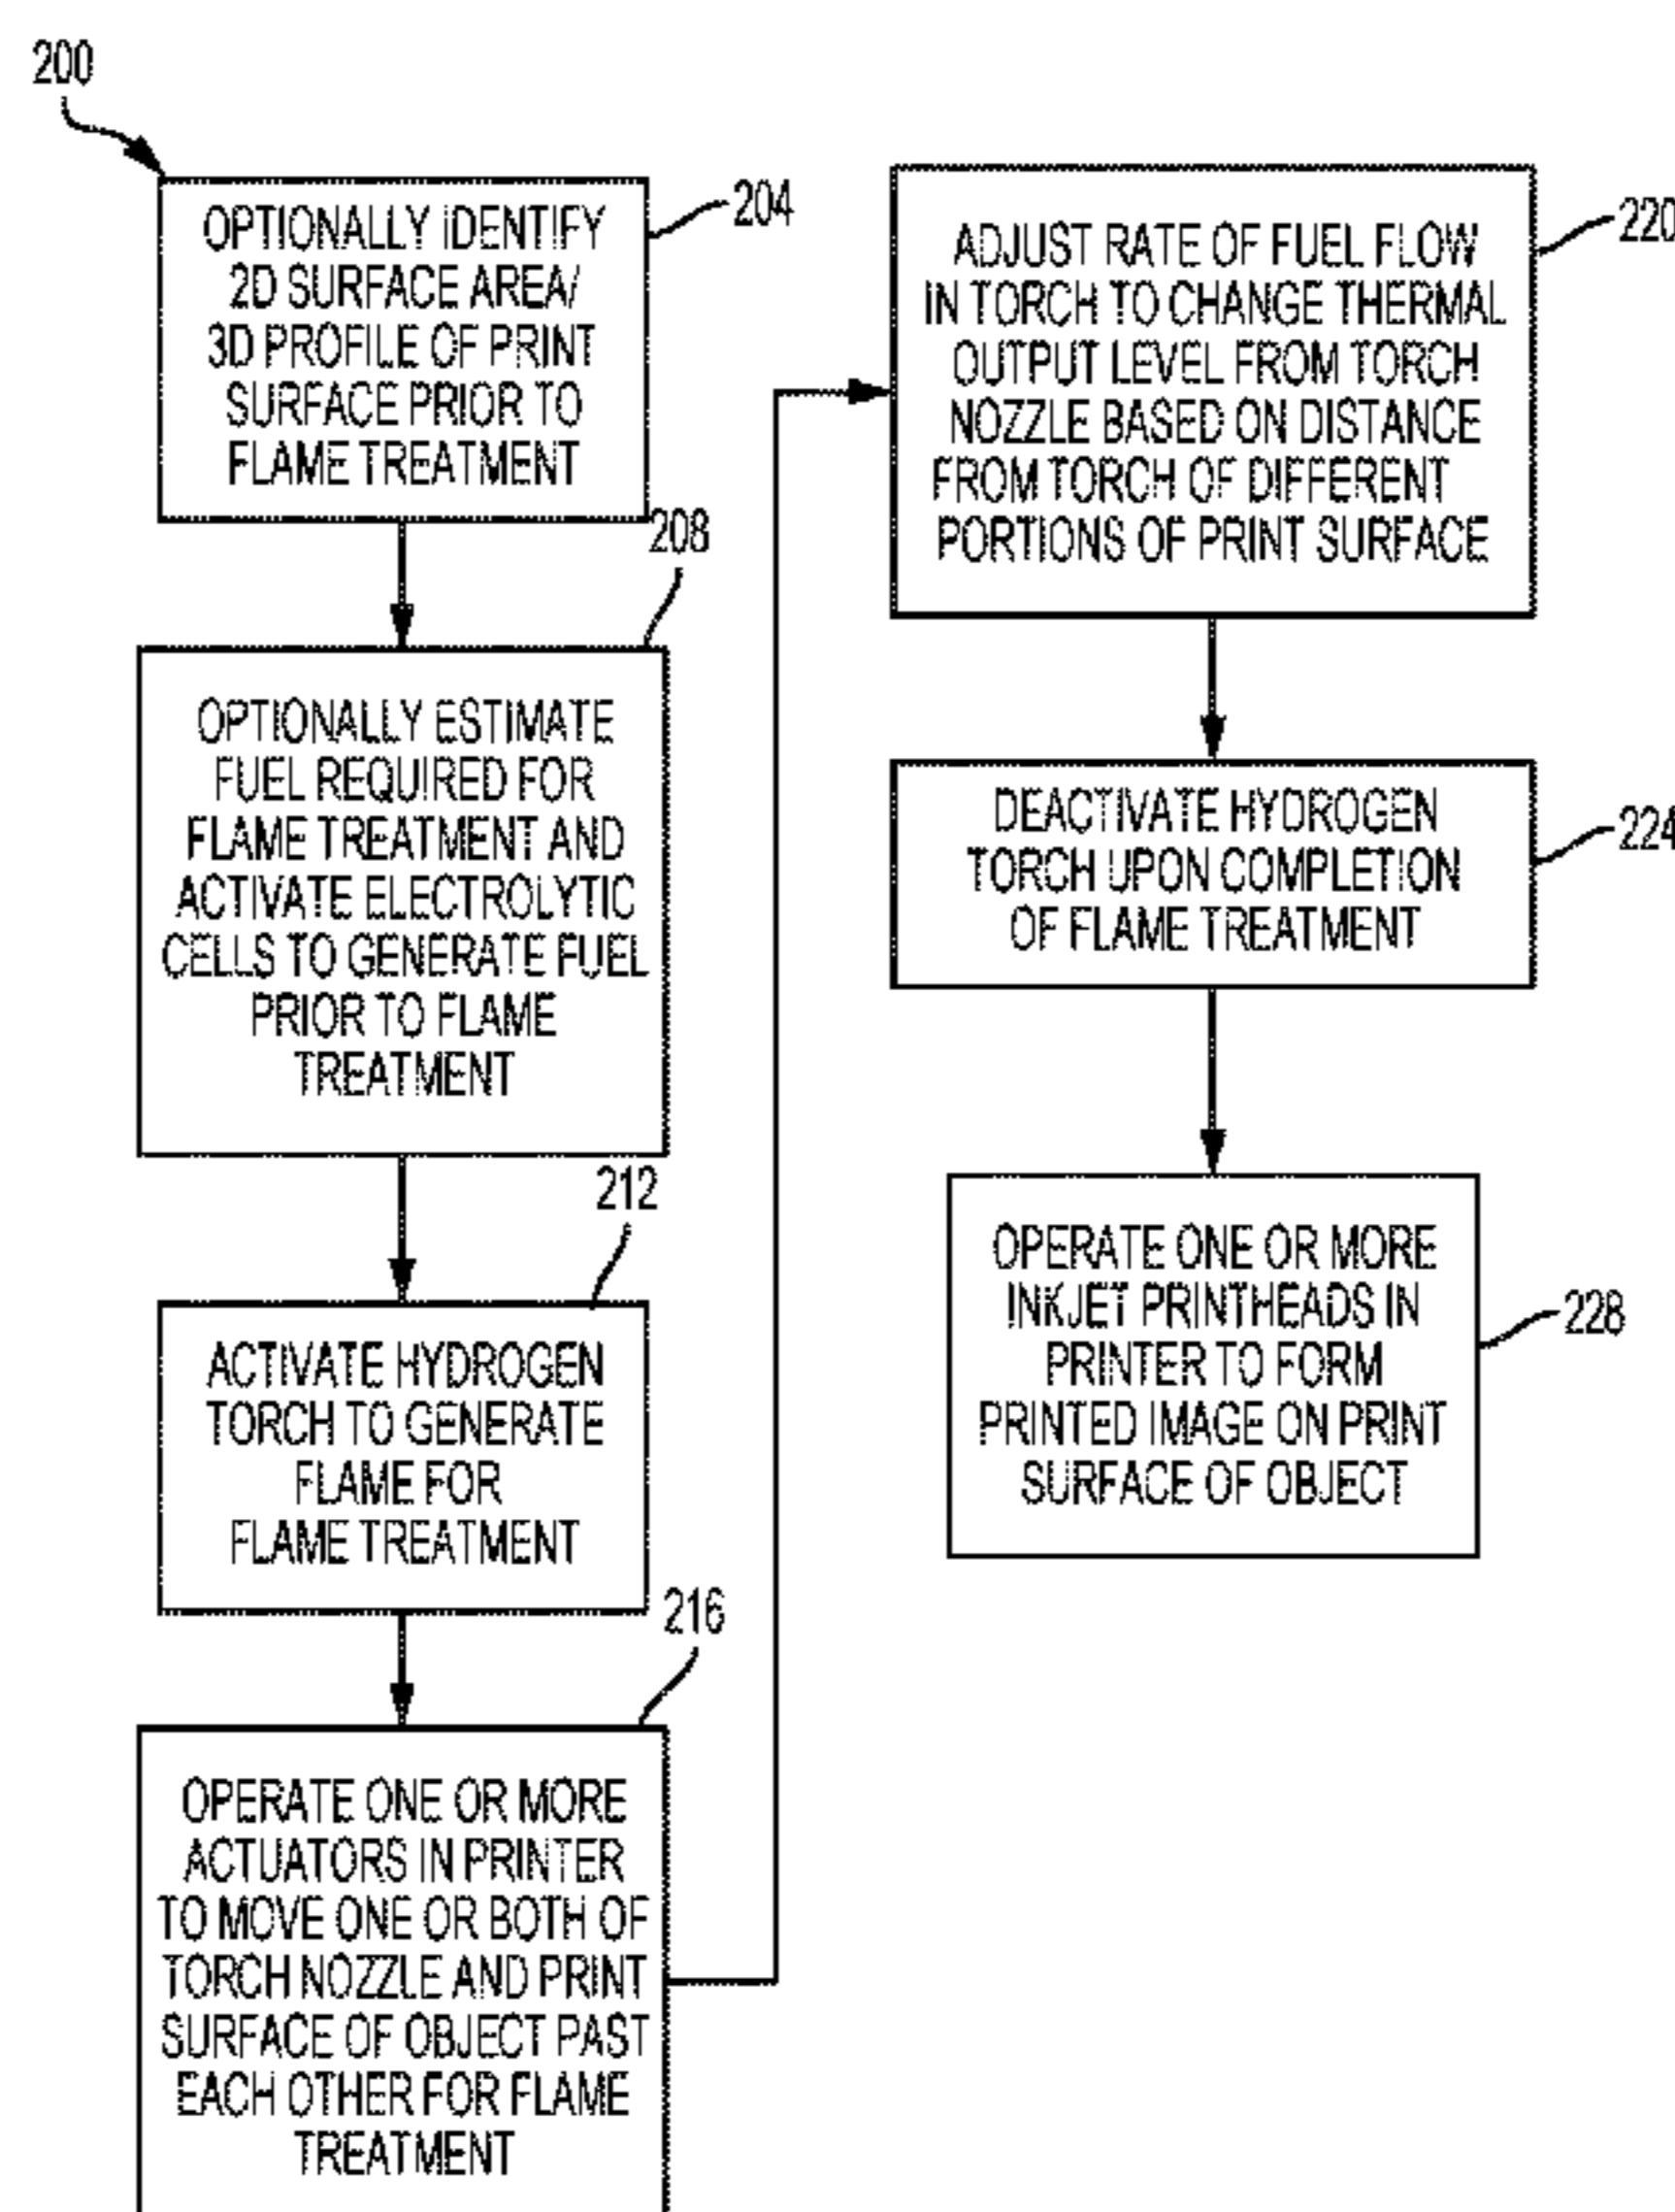 200
OPTIONALLY IDENTIFY
2D SURFACE AREA/
3D PROFILE OF PRINT
SURFACE PRIOR TO
FLAME TREATMENT
204
208
OPTIONALLY ESTIMATE
FUEL REQUIRED FOR
FLAME TREATMENT AND
ACTIVATE ELECTROLYTIC
CELLS TO GENERATE FUEL
PRIOR TO FLAME
TREATMENT
212
ACTIVATE HYDROGEN
TORCH TO GENERATE
FLAME FOR
FLAME TREATMENT
216
OPERATE ONE OR MORE
ACTUATORS IN PRINTER
TO MOVE ONE OR BOTH OF
TORCH NOZZLE AND PRINT
SURFACE OF OBJECT PAST
EACH OTHER FOR FLAME
TREATMENT
220
ADJUST RATE OF FUEL FLOW
IN TORCH TO CHANGE THERMAL
OUTPUT LEVEL FROM TORCH
NOZZLE BASED ON DISTANCE
FROM TORCH OF DIFFERENT
PORTIONS OF PRINT SURFACE
DEACTIVATE HYDROGEN
TORCH UPON COMPLETION
OF FLAME TREATMENT
224
OPERATE ONE OR MORE
INKJET PRINTHEADS IN
PRINTER TO FORM
PRINTED IMAGE ON PRINT
SURFACE OF OBJECT
228